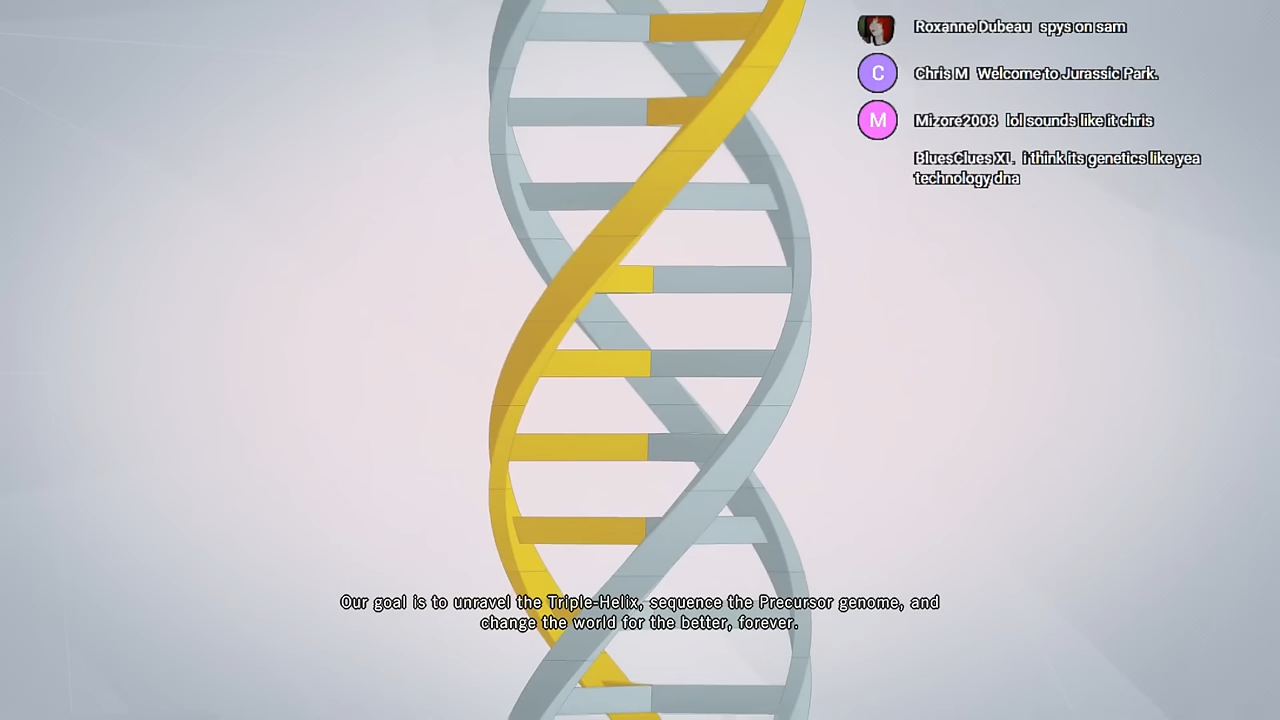 Roxanne Dubeau spys on sam
C
Chris M Welcome to Jurassic Park.
M
Mizore2008 lol sounds like it chris
BluesClues XL i think its genetics like yea
technology dna
Our goal is to unravel the Triple-Helix, sequence the Precursor genome, and
change the world for the better, forever.